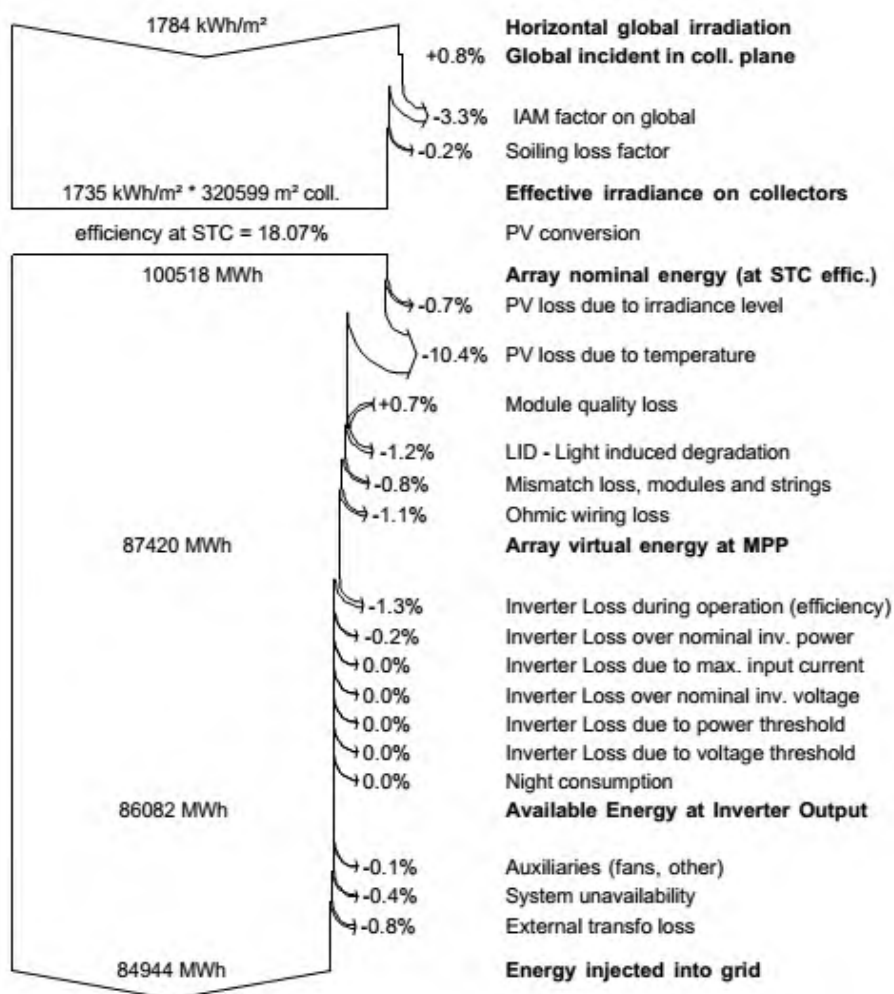 1784 kWh/m² Horizontal global irradiation
+0.8% Global incident in coll. plane
-3.3% IAM factor on global
-0.2% Soiling loss factor
1735 kWh/m² * 320599 m² coll. Effective irradiance on collectors
efficiency at STC = 18.07% PV conversion
100518 MWh Array nominal energy (at STC effic.)
-0.7% PV loss due to irradiance level
-10.4% PV loss due to temperature
+0.7% Module quality loss
-1.2% LID - Light induced degradation
-0.8% Mismatch loss, modules and strings
-1.1% Ohmic wiring loss
87420 MWh Array virtual energy at MPP
-1.3% Inverter Loss during operation (efficiency)
-0.2% Inverter Loss over nominal inv. power
0.0% Inverter Loss due to max. input current
0.0% Inverter Loss over nominal inv. voltage
0.0% Inverter Loss due to power threshold
0.0% Inverter Loss due to voltage threshold
0.0% Night consumption
86082 MWh Available Energy at Inverter Output
-0.1% Auxiliaries (fans, other)
-0.4% System unavailability
-0.8% External transfo loss
84944 MWh Energy injected into grid